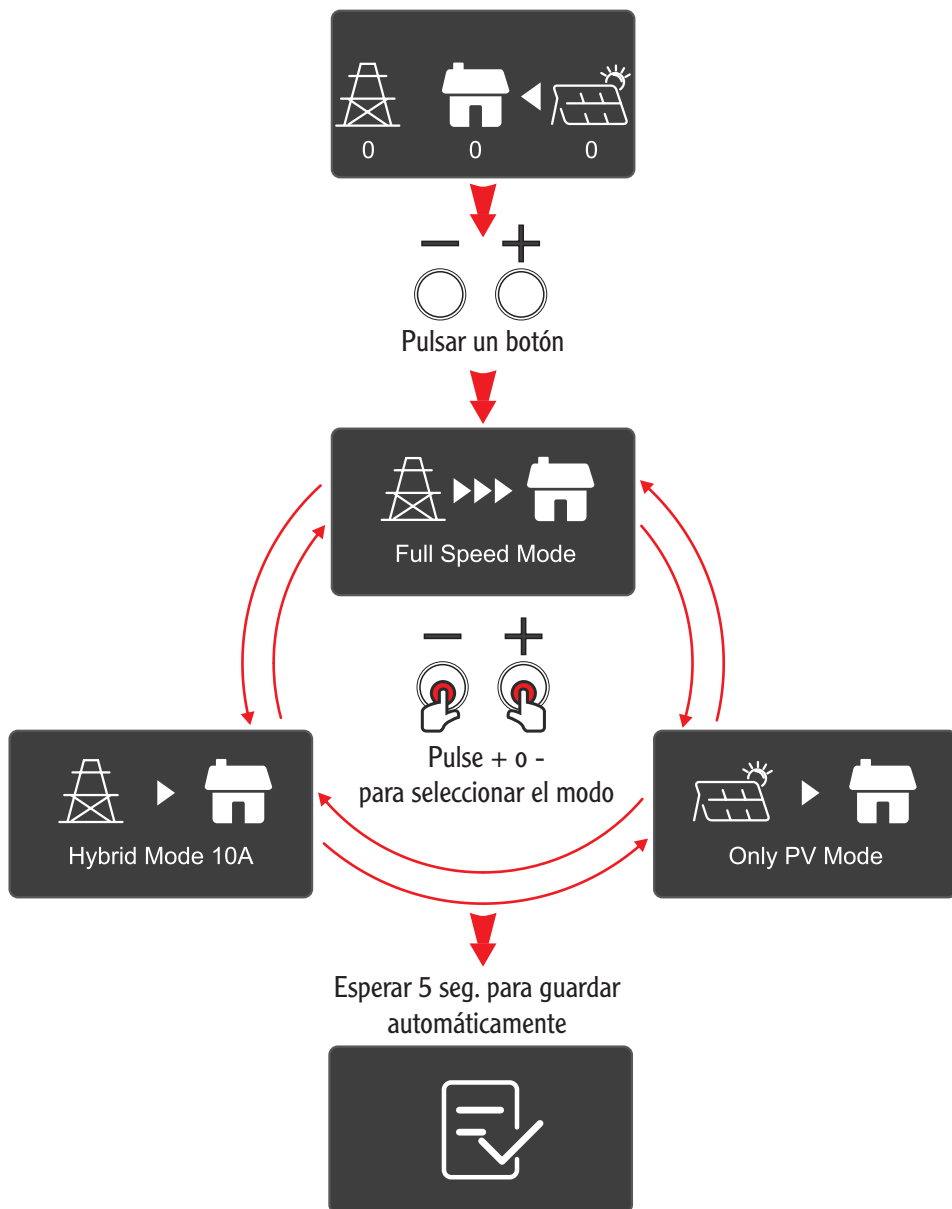 0 0 0
— +
Pulsar un botón
Full Speed Mode
— +
Pulse + o -
para seleccionar el modo
Hybrid Mode 10A
Only PV Mode
Esperar 5 seg. para guardar
automáticamente